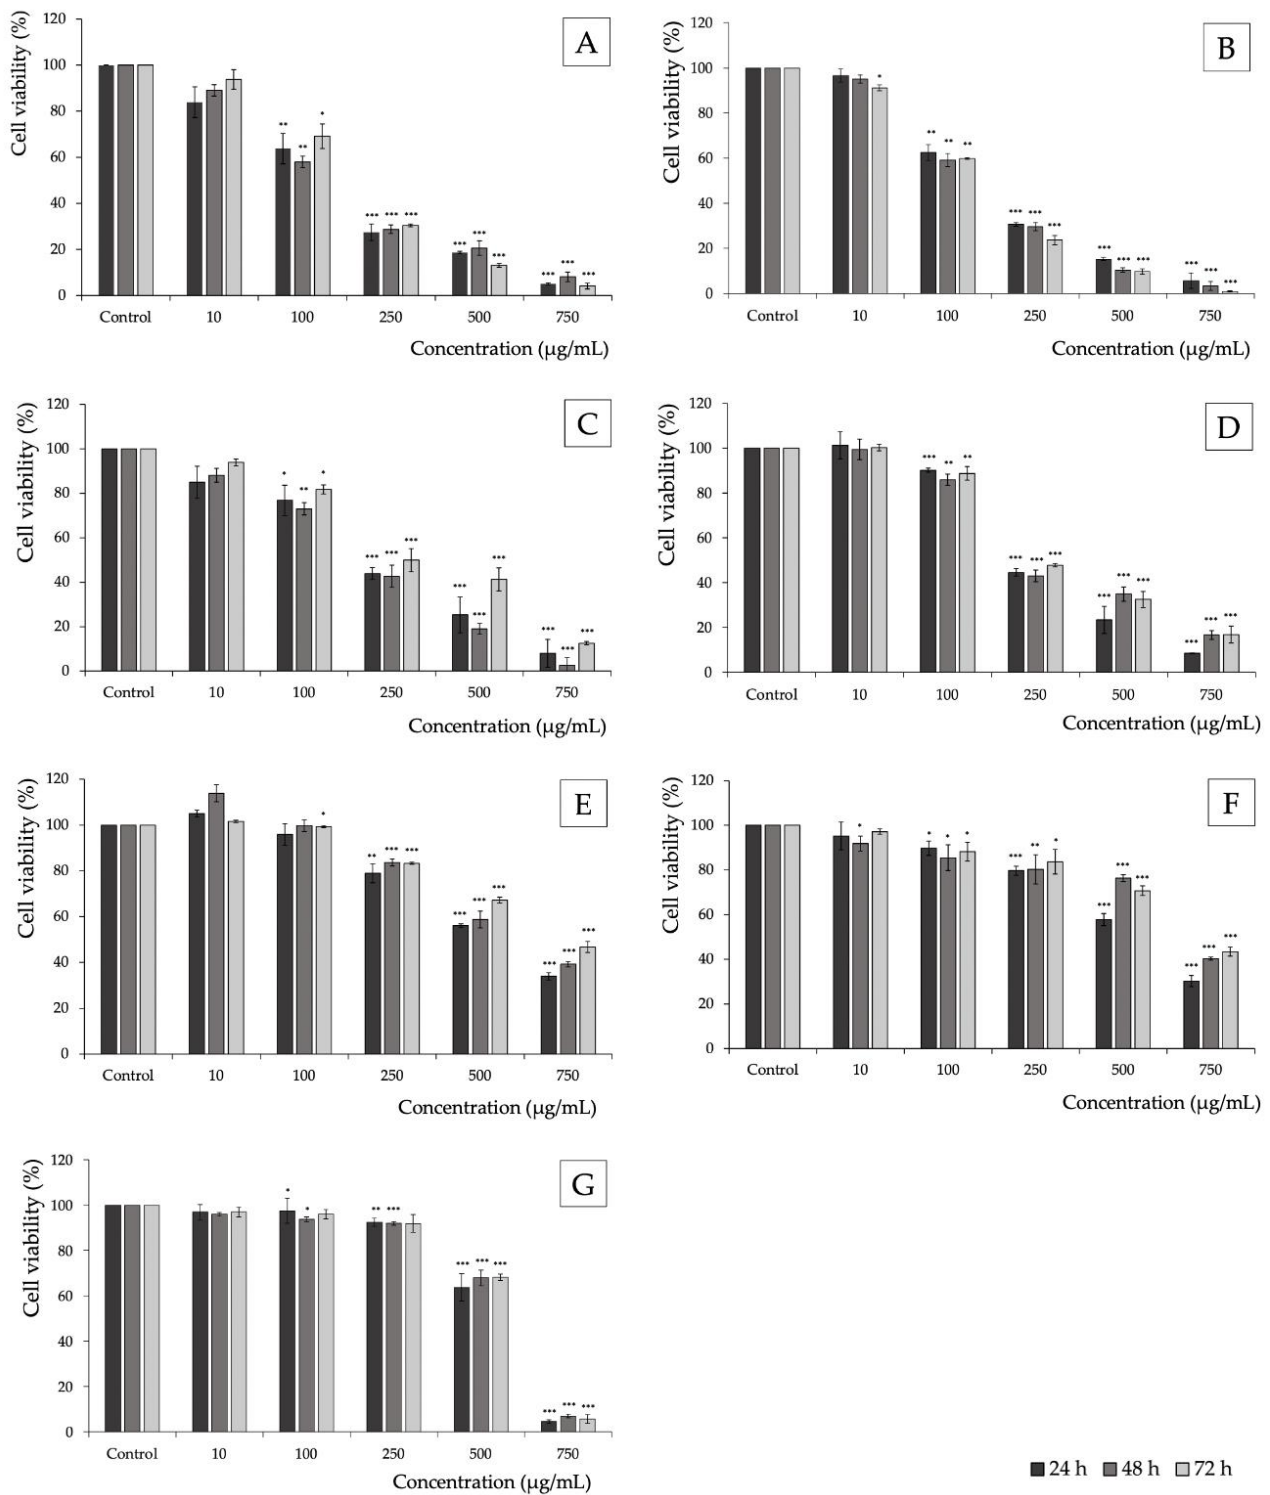 A
Cell viability (%)
120
100
80
60
40
20
0
** ** * *** *** *** *** *** *** *** *** ***
Control 10 100 250 500 750
Concentration (µg/mL)
B
Cell viability (%)
120
100
80
60
40
20
0
* ** ** ** *** *** *** *** *** *** *** *** ***
Control 10 100 250 500 750
Concentration (µg/mL)
C
Cell viability (%)
120
100
80
60
40
20
0
* ** * *** *** *** *** *** *** *** *** ***
Control 10 100 250 500 750
Concentration (µg/mL)
D
Cell viability (%)
120
100
80
60
40
20
0
*** ** ** *** *** *** *** *** *** *** *** ***
Control 10 100 250 500 750
Concentration (µg/mL)
E
Cell viability (%)
120
100
80
60
40
20
0
* ** *** *** *** *** *** *** *** ***
Control 10 100 250 500 750
Concentration (µg/mL)
F
Cell viability (%)
120
100
80
60
40
20
0
* * * * *** ** * *** *** *** *** *** ***
Control 10 100 250 500 750
Concentration (µg/mL)
G
Cell viability (%)
120
100
80
60
40
20
0
* * ** *** *** *** *** *** *** ***
Control 10 100 250 500 750
Concentration (µg/mL)
24 h 48 h 72 h